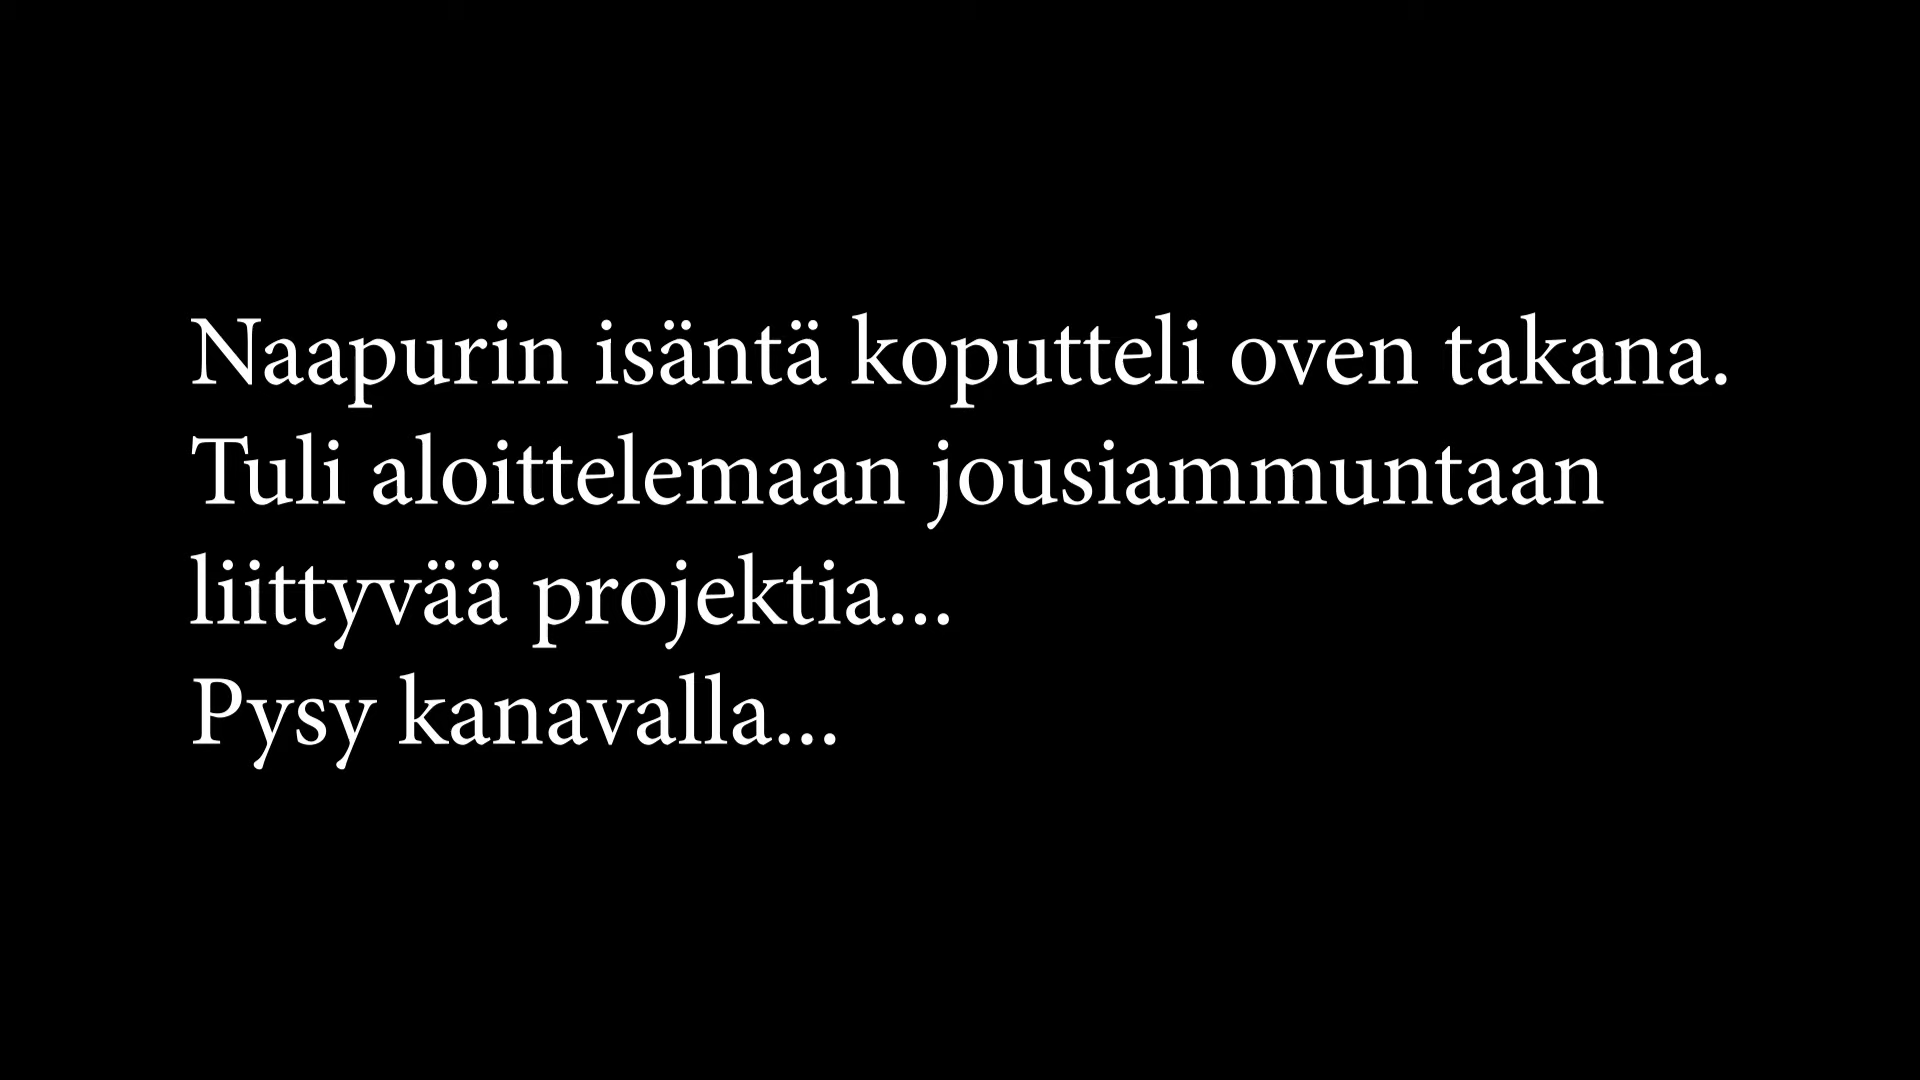 Naapurin isäntä koputteli oven takana.
Tuli aloittelemaan jousiammuntaan
liittyvää projektia...
Pysy kanavalla...